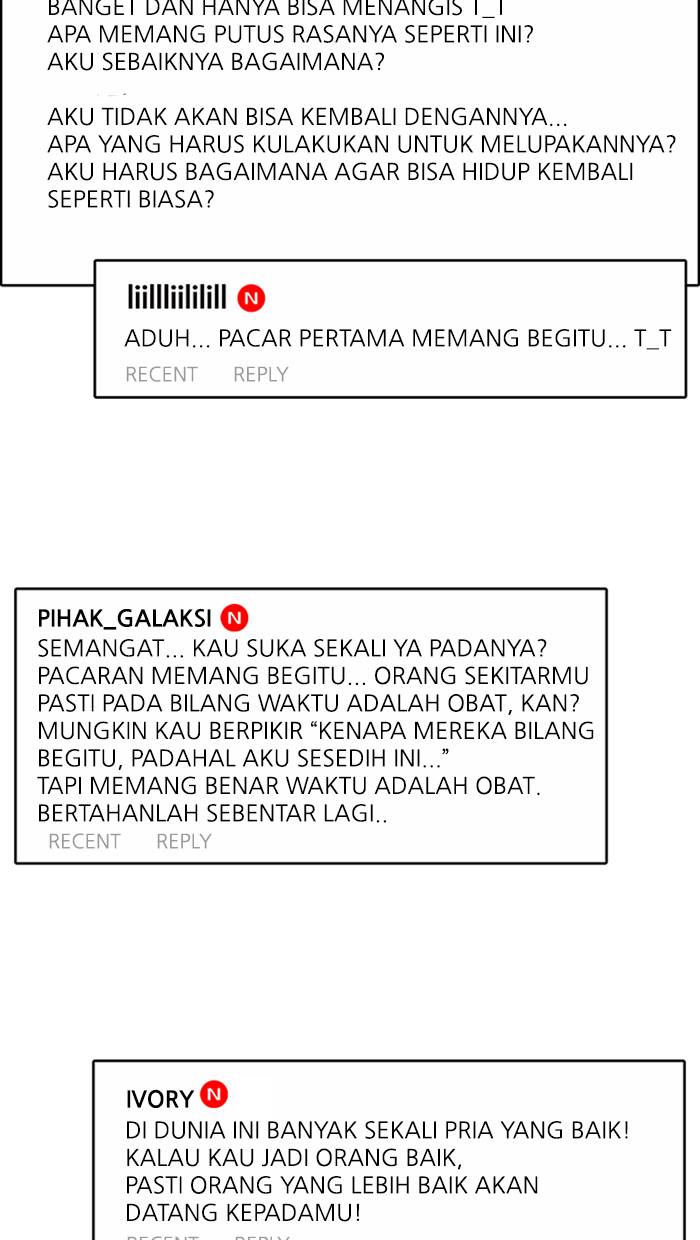 BANGET DAN HANYA BISA MENANGIS T_T
APA MEMANG PUTUS RASANYA SEPERTI INI?
AKU SEBAIKNYA BAGAIMANA?
AKU TIDAK AKAN BISA KEMBALI DENGANNYA...
APA YANG HARUS KULAKUKAN UNTUK MELUPAKANNYA?
AKU HARUS BAGAIMANA AGAR BISA HIDUP KEMBALI
SEPERTI BIASA?
N
ADUH... PACAR PERTAMA MEMANG BEGITU... T_T
RECENT REPLY
PIHAK_GALAKSI N
SEMANGAT... KAU SUKA SEKALI YA PADANYA?
PACARAN MEMANG BEGITU... ORANG SEKITARMU
PASTI PADA BILANG WAKTU ADALAH OBAT, KAN?
MUNGKIN KAU BERPIKIR “KENAPA MEREKA BILANG
BEGITU, PADAHAL AKU SESEDIH INI...”
TAPI MEMANG BENAR WAKTU ADALAH OBAT.
BERTAHANLAH SEBENTAR LAGI..
RECENT REPLY
IVORY N
DI DUNIA INI BANYAK SEKALI PRIA YANG BAIK!
KALAU KAU JADI ORANG BAIK,
PASTI ORANG YANG LEBIH BAIK AKAN
DATANG KEPADAMU!
RECENT REPLY